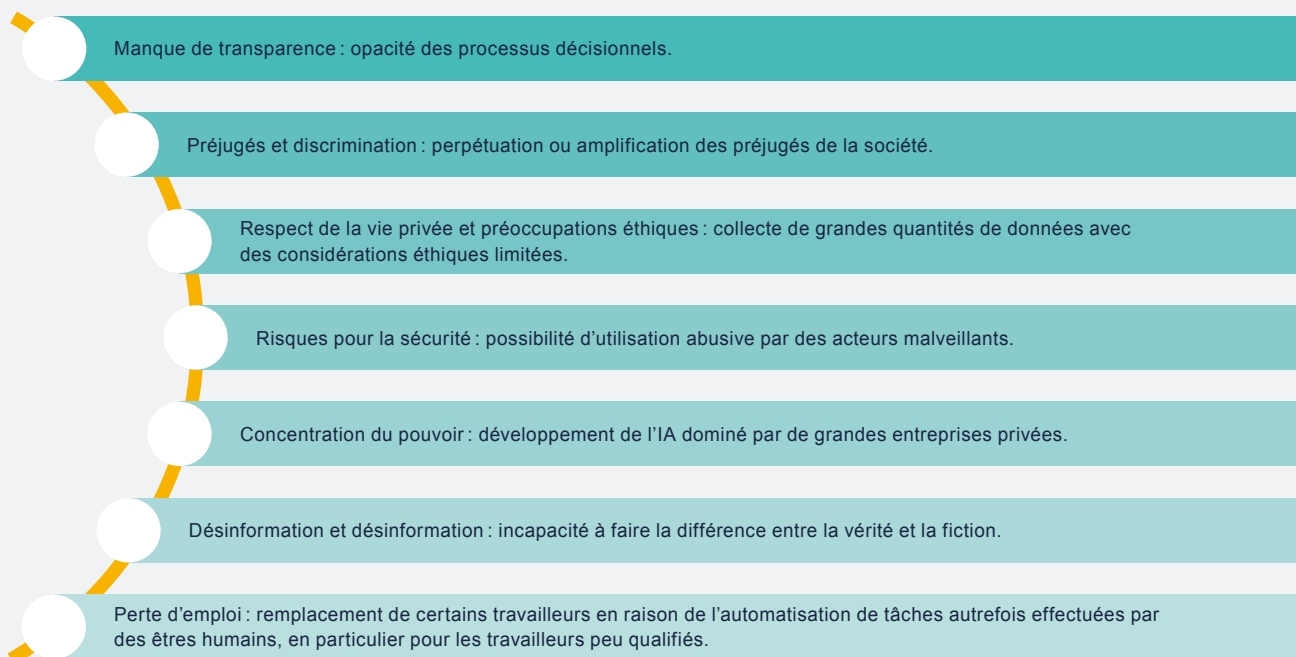 Manque de transparence : opacité des processus décisionnels.
Préjugés et discrimination : perpétuation ou amplification des préjugés de la société.
Respect de la vie privée et préoccupations éthiques : collecte de grandes quantités de données avec
des considérations éthiques limitées.
Risques pour la sécurité : possibilité d’utilisation abusive par des acteurs malveillants.
Concentration du pouvoir : développement de l’IA dominé par de grandes entreprises privées.
Désinformation et désinformation : incapacité à faire la différence entre la vérité et la fiction.
Perte d’emploi : remplacement de certains travailleurs en raison de l’automatisation de tâches autrefois effectuées par
des êtres humains, en particulier pour les travailleurs peu qualifiés.